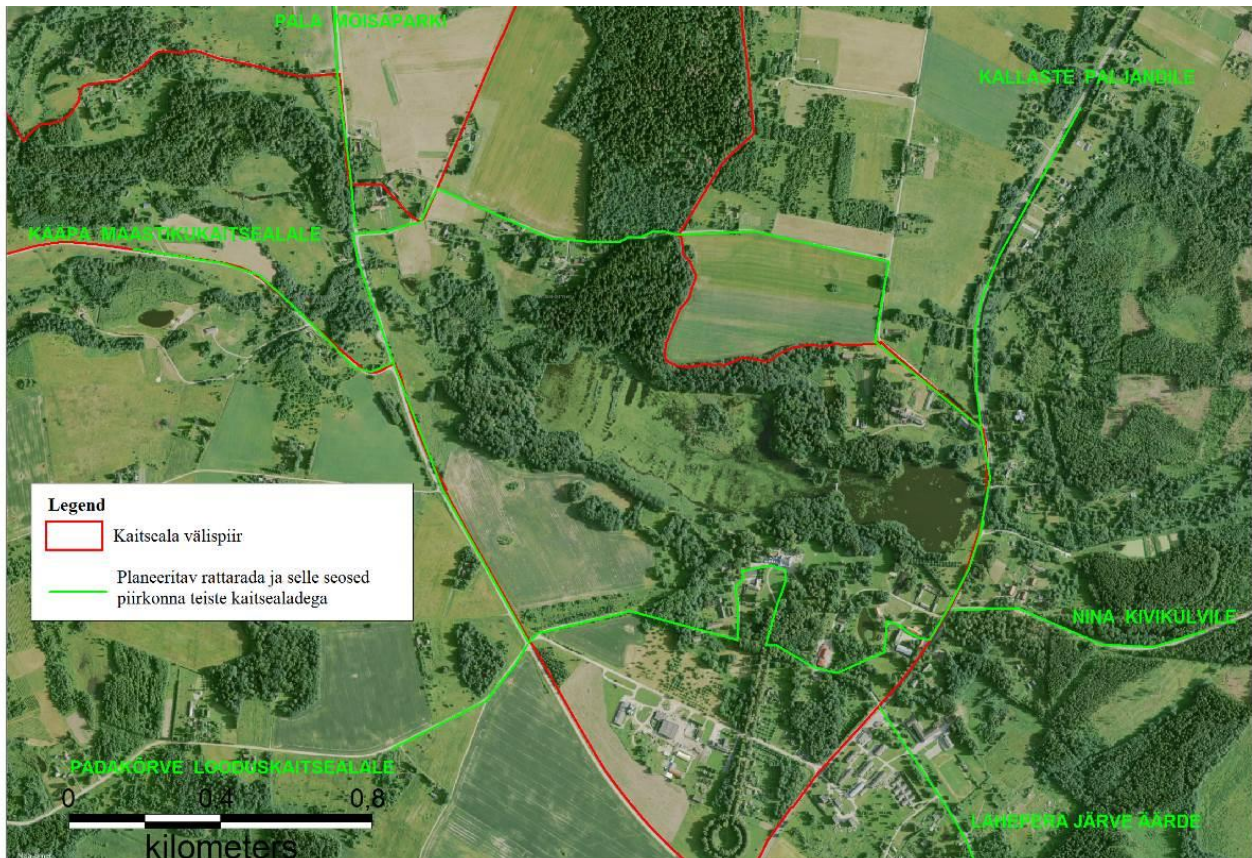 PALA MÕISAPARKI
KALLASTE PALJANDILE
KÄÄPA MAASTIKUKAITSEALALE
Legend
Kaitseala välispiir
Planeeritav rattarada ja selle seosed
piirkonna teiste kaitsealadega
NINA KIVIKÜLVILE
PADAKÕRVE LOODUSKAITSEALALE
0 0,4 0,8
kilometers
LAHEPERA JÄRVE ÄÄRDE